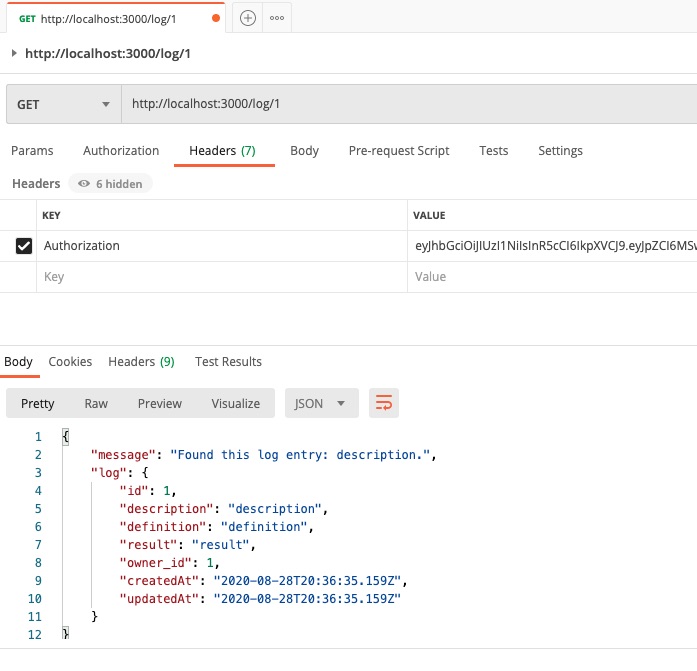 GET http://localhost:3000/log/1
http://localhost:3000/log/1
GET http://localhost:3000/log/1
Params Authorization Headers (7) Body Pre-request Script Tests Settings
Headers 6 hidden
KEY VALUE
Authorization
Key Value
Body Cookies Headers (9) Test Results
Pretty Raw Preview Visualize JSON
1 {
2 "message": "Found this log entry: description.",
3 "log": {
4 "id": 1,
5 "description": "description",
6 "definition": "definition",
7 "result": "result",
8 "owner_id": 1,
9 "createdAt": "2020-08-28T20:36:35.159Z",
10 "updatedAt": "2020-08-28T20:36:35.159Z"
11 }
12 }